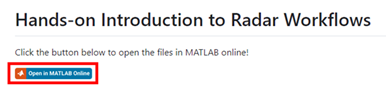 Hands-on Introduction to Radar Workflows
Click the button below to open the files in MATLAB online!
Open in MATLAB Online